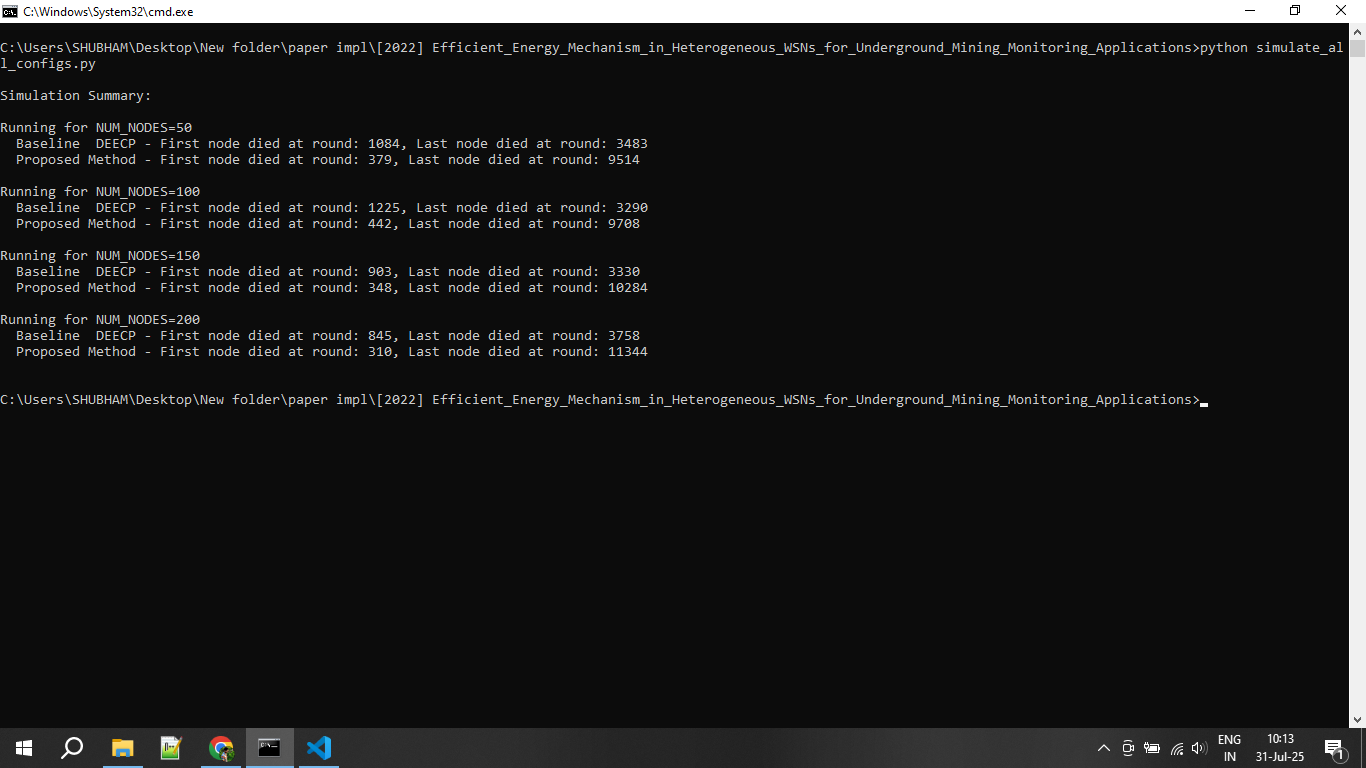 C:\Windows\System32\cmd.exe
C:\Users\SHUBHAM\Desktop\New folder\paper impl\[2022] Efficient_Energy_Mechanism_in_Heterogeneous_WSNs_for_Underground_Mining_Monitoring_Applications>python simulate_al
l_configs.py
Simulation Summary:
Running for NUM_NODES=50
Baseline  DEECP - First node died at round: 1084, Last node died at round: 3483
Proposed Method - First node died at round: 379, Last node died at round: 9514
Running for NUM_NODES=100
Baseline  DEECP - First node died at round: 1225, Last node died at round: 3290
Proposed Method - First node died at round: 442, Last node died at round: 9708
Running for NUM_NODES=150
Baseline  DEECP - First node died at round: 903, Last node died at round: 3330
Proposed Method - First node died at round: 348, Last node died at round: 10284
Running for NUM_NODES=200
Baseline  DEECP - First node died at round: 845, Last node died at round: 3758
Proposed Method - First node died at round: 310, Last node died at round: 11344
C:\Users\SHUBHAM\Desktop\New folder\paper impl\[2022] Efficient_Energy_Mechanism_in_Heterogeneous_WSNs_for_Underground_Mining_Monitoring_Applications>
ENG
IN
10:13
31-Jul-25
1